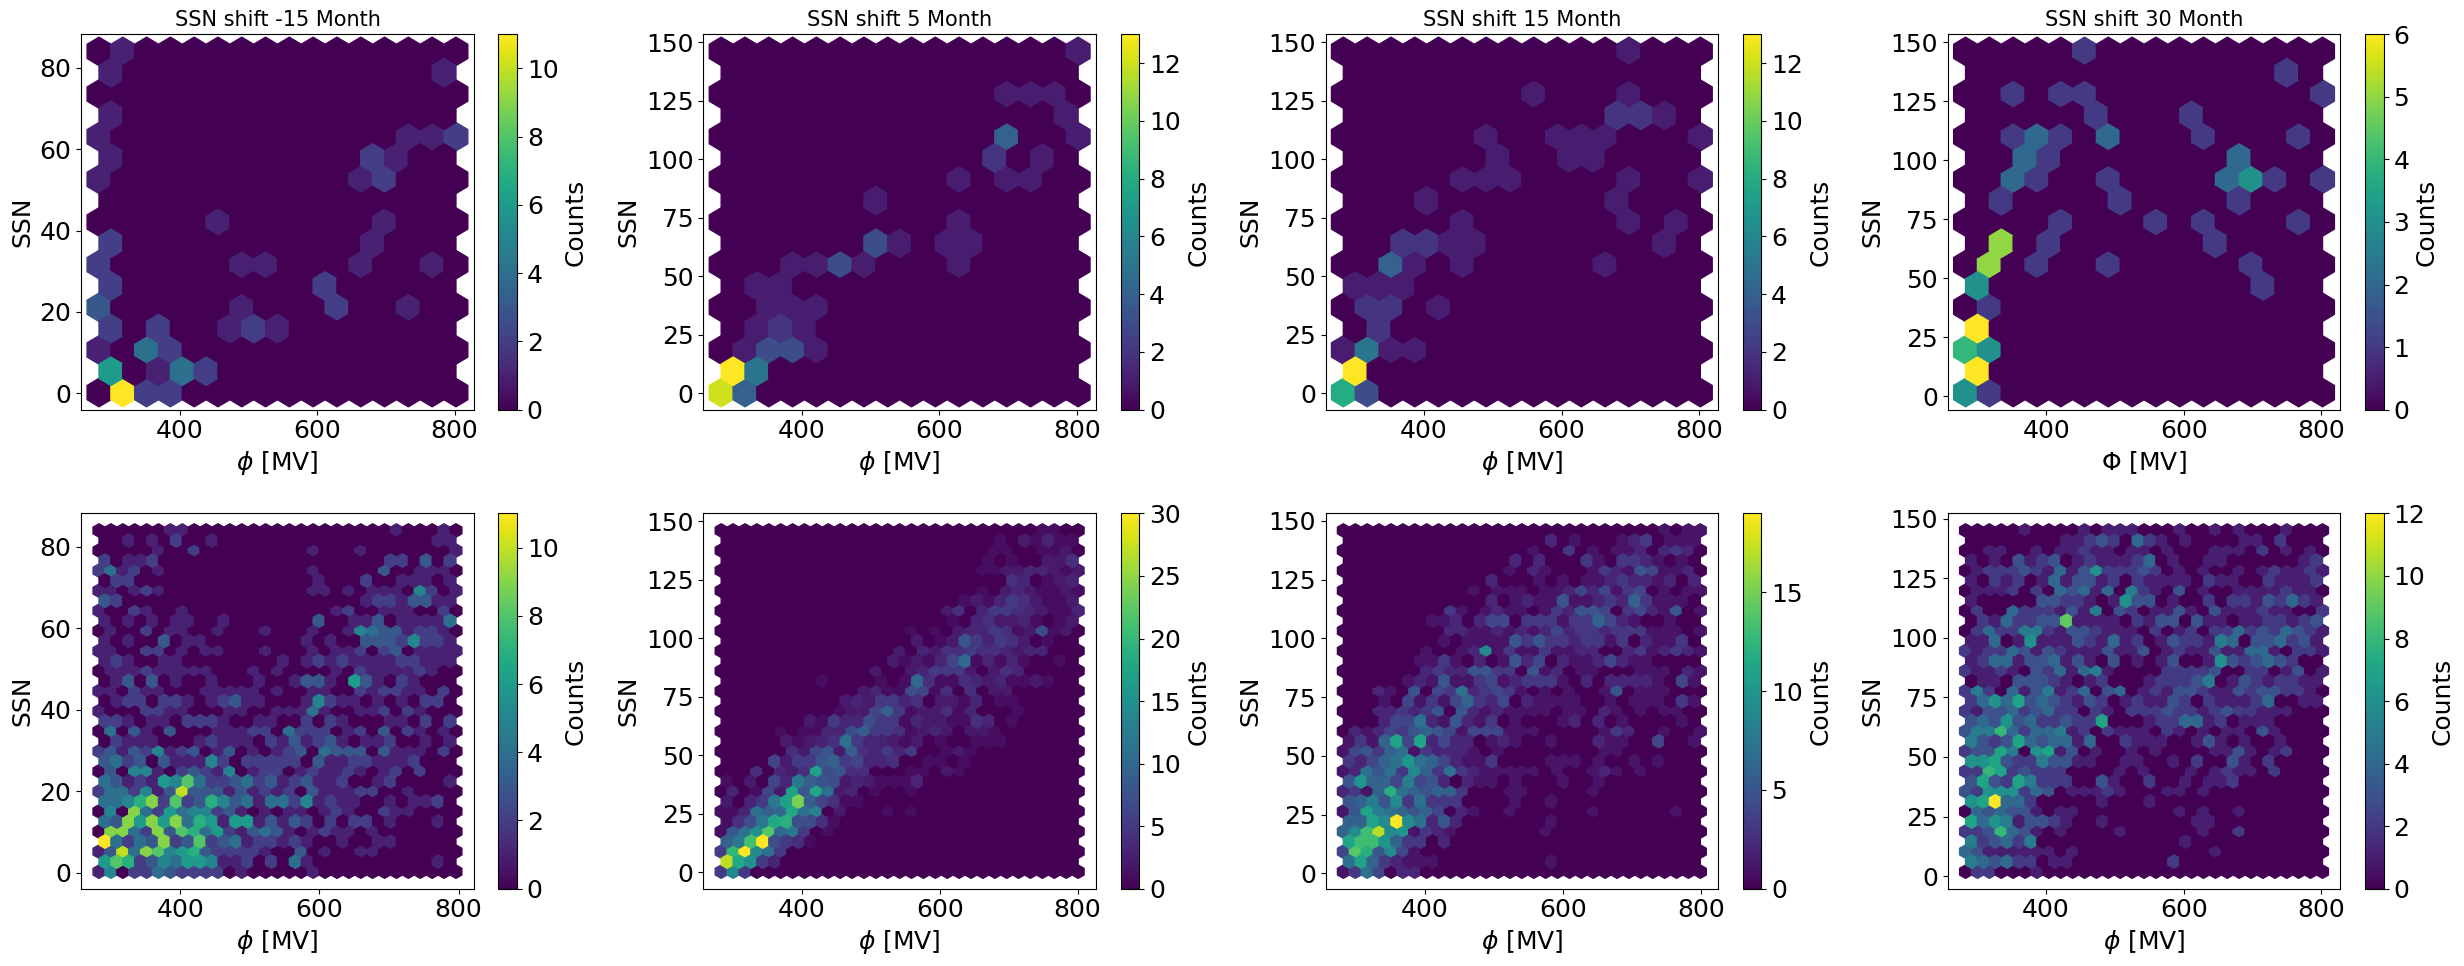 SSN shift -15 Month
SSN
80
60
40
20
0
400 600 800
ϕ [MV]
10
8
6
4
2
0
Counts
SSN shift 5 Month
SSN
150
125
100
75
50
25
0
400 600 800
ϕ [MV]
12
10
8
6
4
2
0
Counts
SSN shift 15 Month
SSN
150
125
100
75
50
25
0
400 600 800
ϕ [MV]
12
10
8
6
4
2
0
Counts
SSN shift 30 Month
SSN
150
125
100
75
50
25
0
400 600 800
Φ [MV]
6
5
4
3
2
1
0
Counts
SSN
80
60
40
20
0
400 600 800
ϕ [MV]
10
8
6
4
2
0
Counts
SSN
150
125
100
75
50
25
0
400 600 800
ϕ [MV]
30
25
20
15
10
5
0
Counts
SSN
150
125
100
75
50
25
0
400 600 800
ϕ [MV]
15
10
5
0
Counts
SSN
150
125
100
75
50
25
0
400 600 800
ϕ [MV]
12
10
8
6
4
2
0
Counts